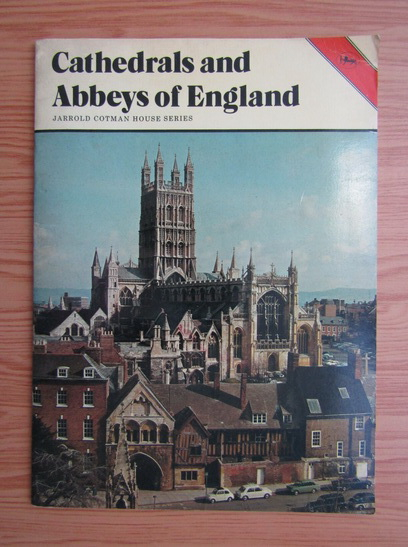 Cathedrals and
Abbeys of England
JARROLD COTMAN HOUSE SERIES